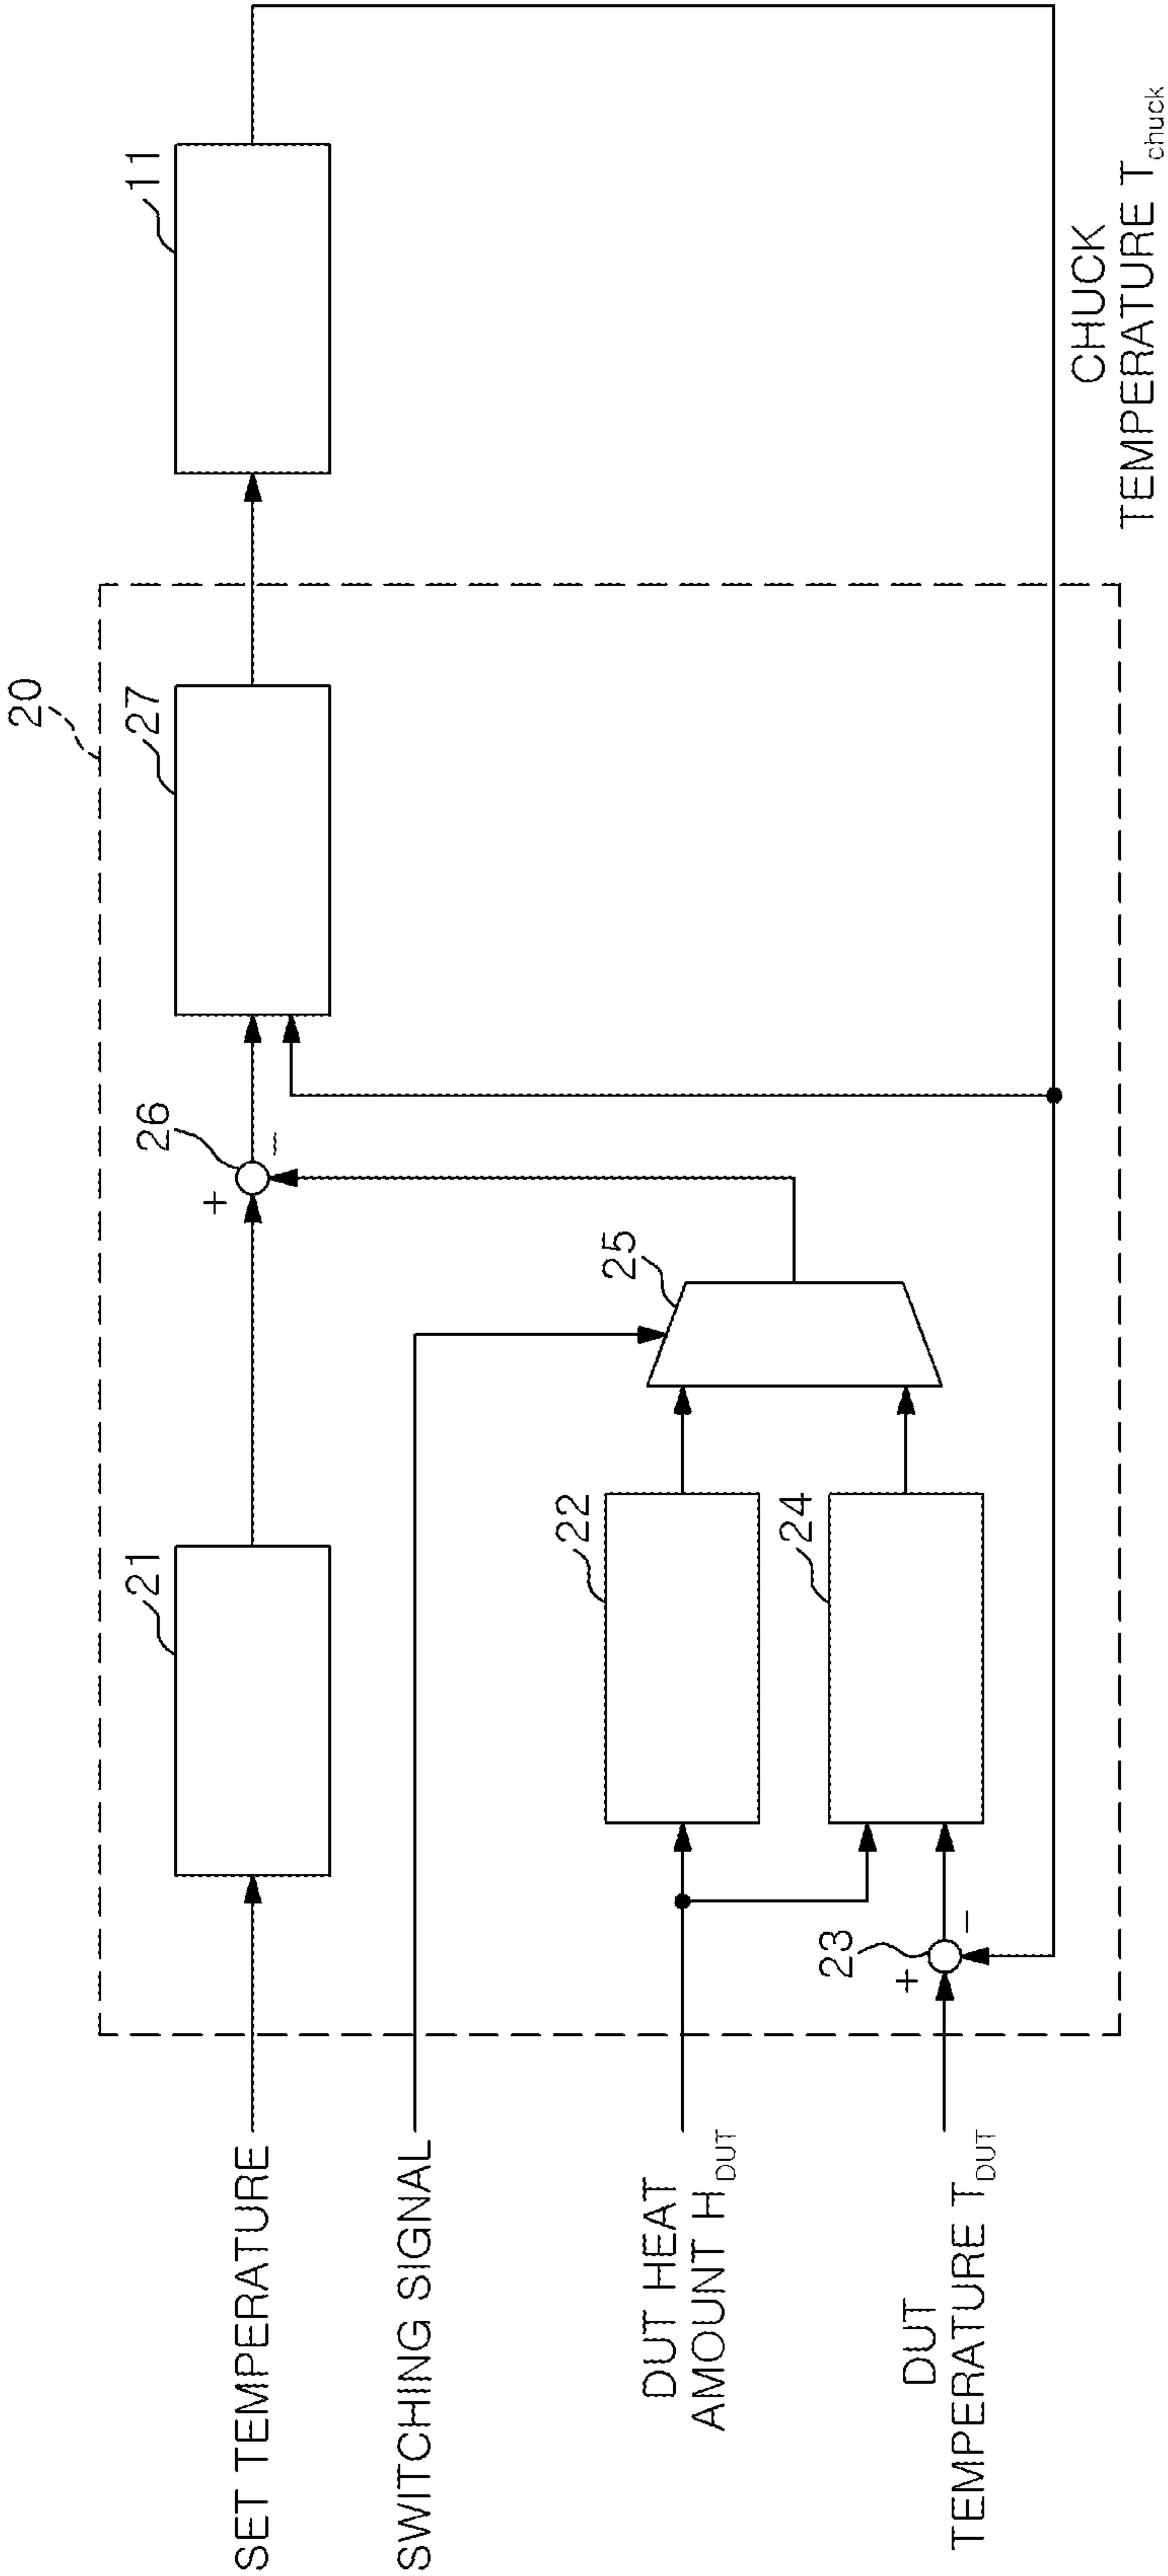 20
21
26
27
11
SET TEMPERATURE
+
−
SWITCHING SIGNAL
25
22
DUT HEAT
AMOUNT H_DUT
24
23
+
−
DUT
TEMPERATURE T_DUT
CHUCK
TEMPERATURE T_chuck